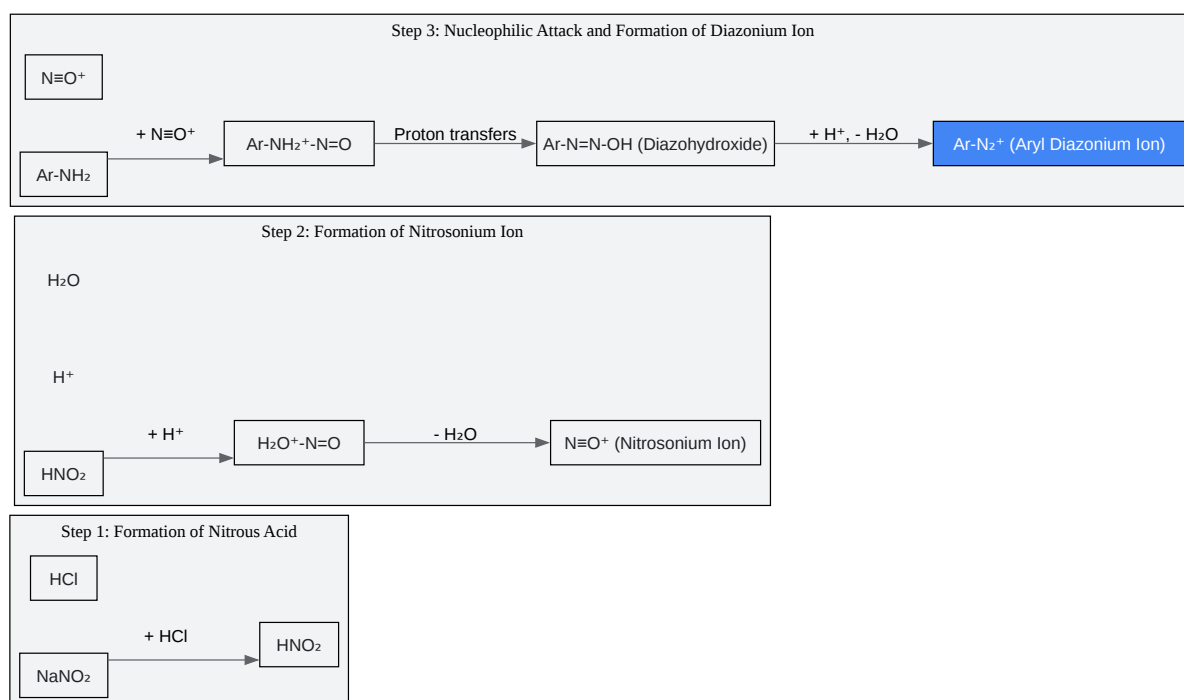 Step 3: Nucleophilic Attack and Formation of Diazonium Ion
N≡O⁺
Ar-NH₂
+ N≡O⁺
Ar-NH₂⁺-N=O
Proton transfers
Ar-N=N-OH (Diazohydroxide)
+ H⁺, - H₂O
Ar-N₂⁺ (Aryl Diazonium Ion)
Step 2: Formation of Nitrosonium Ion
H₂O
H⁺
HNO₂
+ H⁺
H₂O⁺-N=O
- H₂O
N≡O⁺ (Nitrosonium Ion)
Step 1: Formation of Nitrous Acid
HCl
NaNO₂
+ HCl
HNO₂